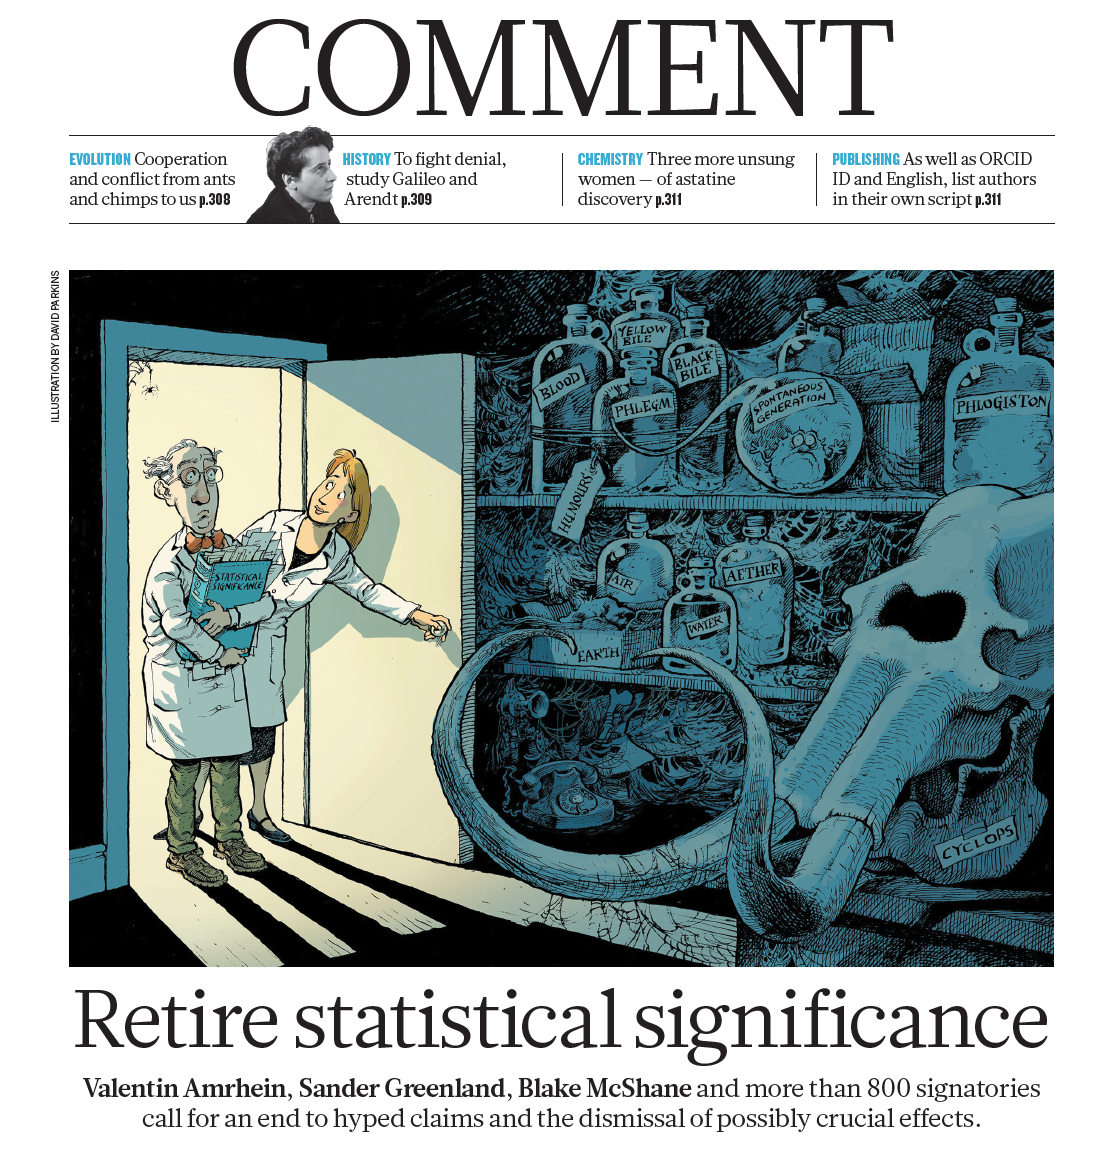 COMMENT
EVOLUTION Cooperation
and conflict from ants
and chimps to us p.308
HISTORY To fight denial,
study Galileo and
Arendt p.309
CHEMISTRY Three more unsung
women — of astatine
discovery p.311
PUBLISHING As well as ORCID
ID and English, list authors
in their own script p.311
ILLUSTRATION BY DAVID PARKINS
BLOOD
YELLOW
BILE
BLACK
BILE
PHLEGM
SPONTANEOUS
GENERATION
PHLOGISTON
HUMOURS
STATISTICAL
SIGNIFICANCE
AIR
AETHER
WATER
EARTH
CYCLOPS
Retire statistical significance
Valentin Amrhein, Sander Greenland, Blake McShane and more than 800 signatories
call for an end to hyped claims and the dismissal of possibly crucial effects.